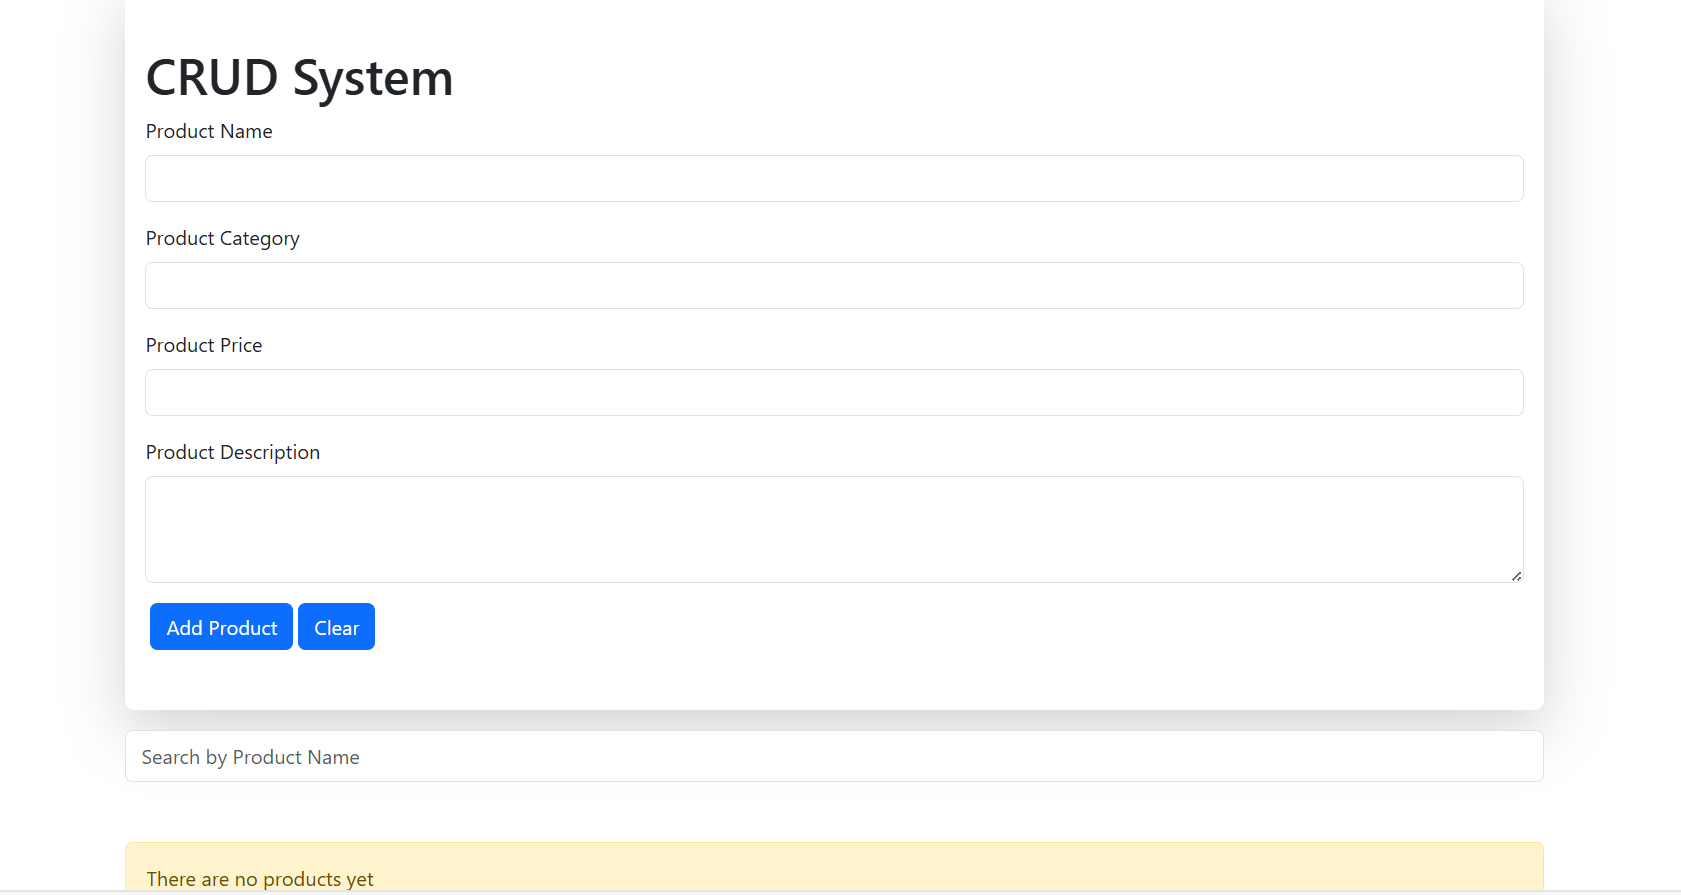 CRUD System
Product Name
Product Category
Product Price
Product Description
Add Product Clear
Search by Product Name
There are no products yet